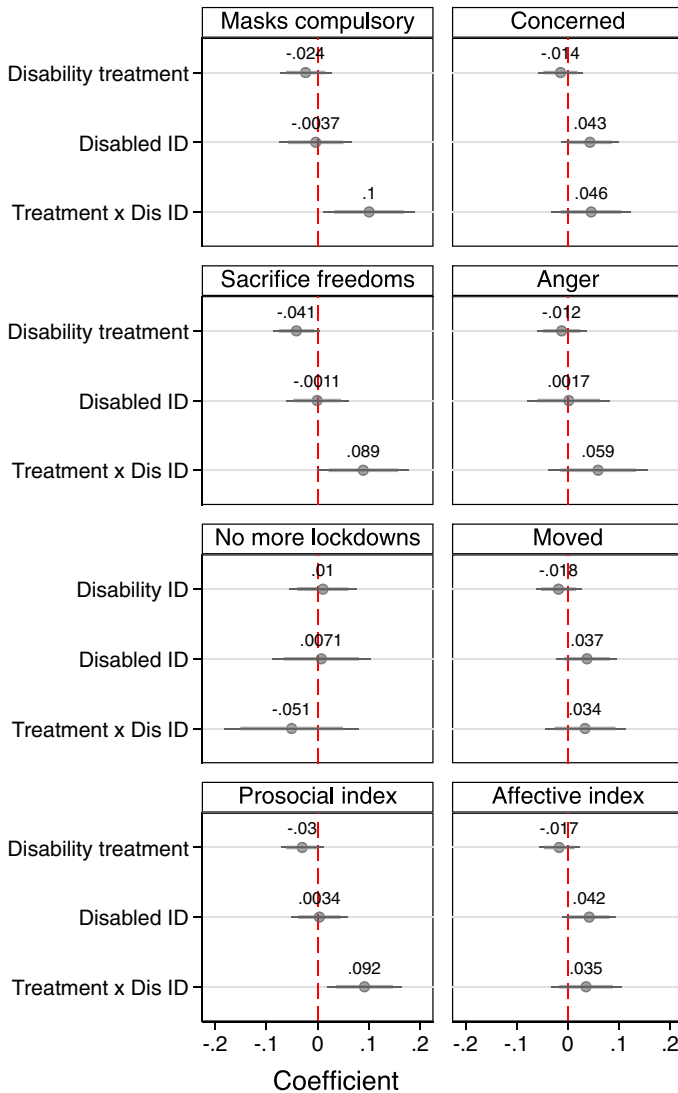 Masks compulsory Concerned
Disability treatment -.024 -.014
Disabled ID -.0037 .043
Treatment x Dis ID .1 .046
Sacrifice freedoms Anger
Disability treatment -.041 -.012
Disabled ID -.0011 .0017
Treatment x Dis ID .089 .059
No more lockdowns Moved
Disability ID .01 -.018
Disabled ID .0071 .037
Treatment x Dis ID -.051 .034
Prosocial index Affective index
Disability treatment -.03 -.017
Disabled ID .0034 .042
Treatment x Dis ID .092 .035
-.2 -.1 0 .1 .2 -.2 -.1 0 .1 .2
Coefficient